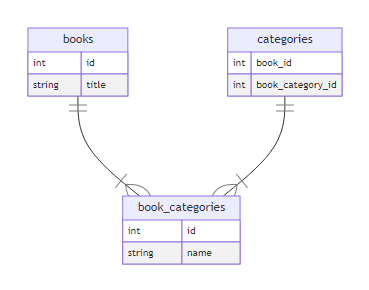 books
int id
string title
categories
int book_id
int book_category_id
book_categories
int id
string name